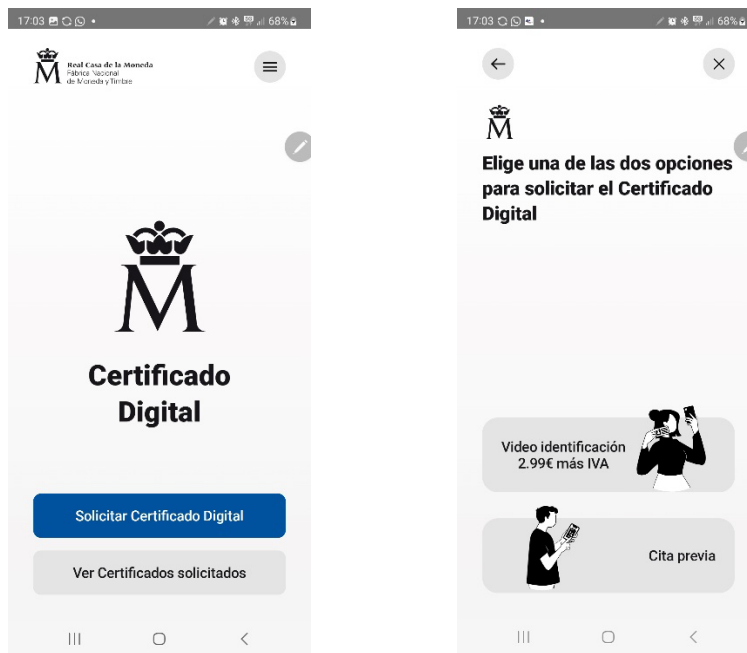 17:03
68%
Real Casa de la Moneda
Fábrica Nacional
de Moneda y Timbre
M
Certificado
Digital
Solicitar Certificado Digital
Ver Certificados solicitados
17:03
68%
M
Elige una de las dos opciones
para solicitar el Certificado
Digital
Video identificación
2.99€ más IVA
Cita previa